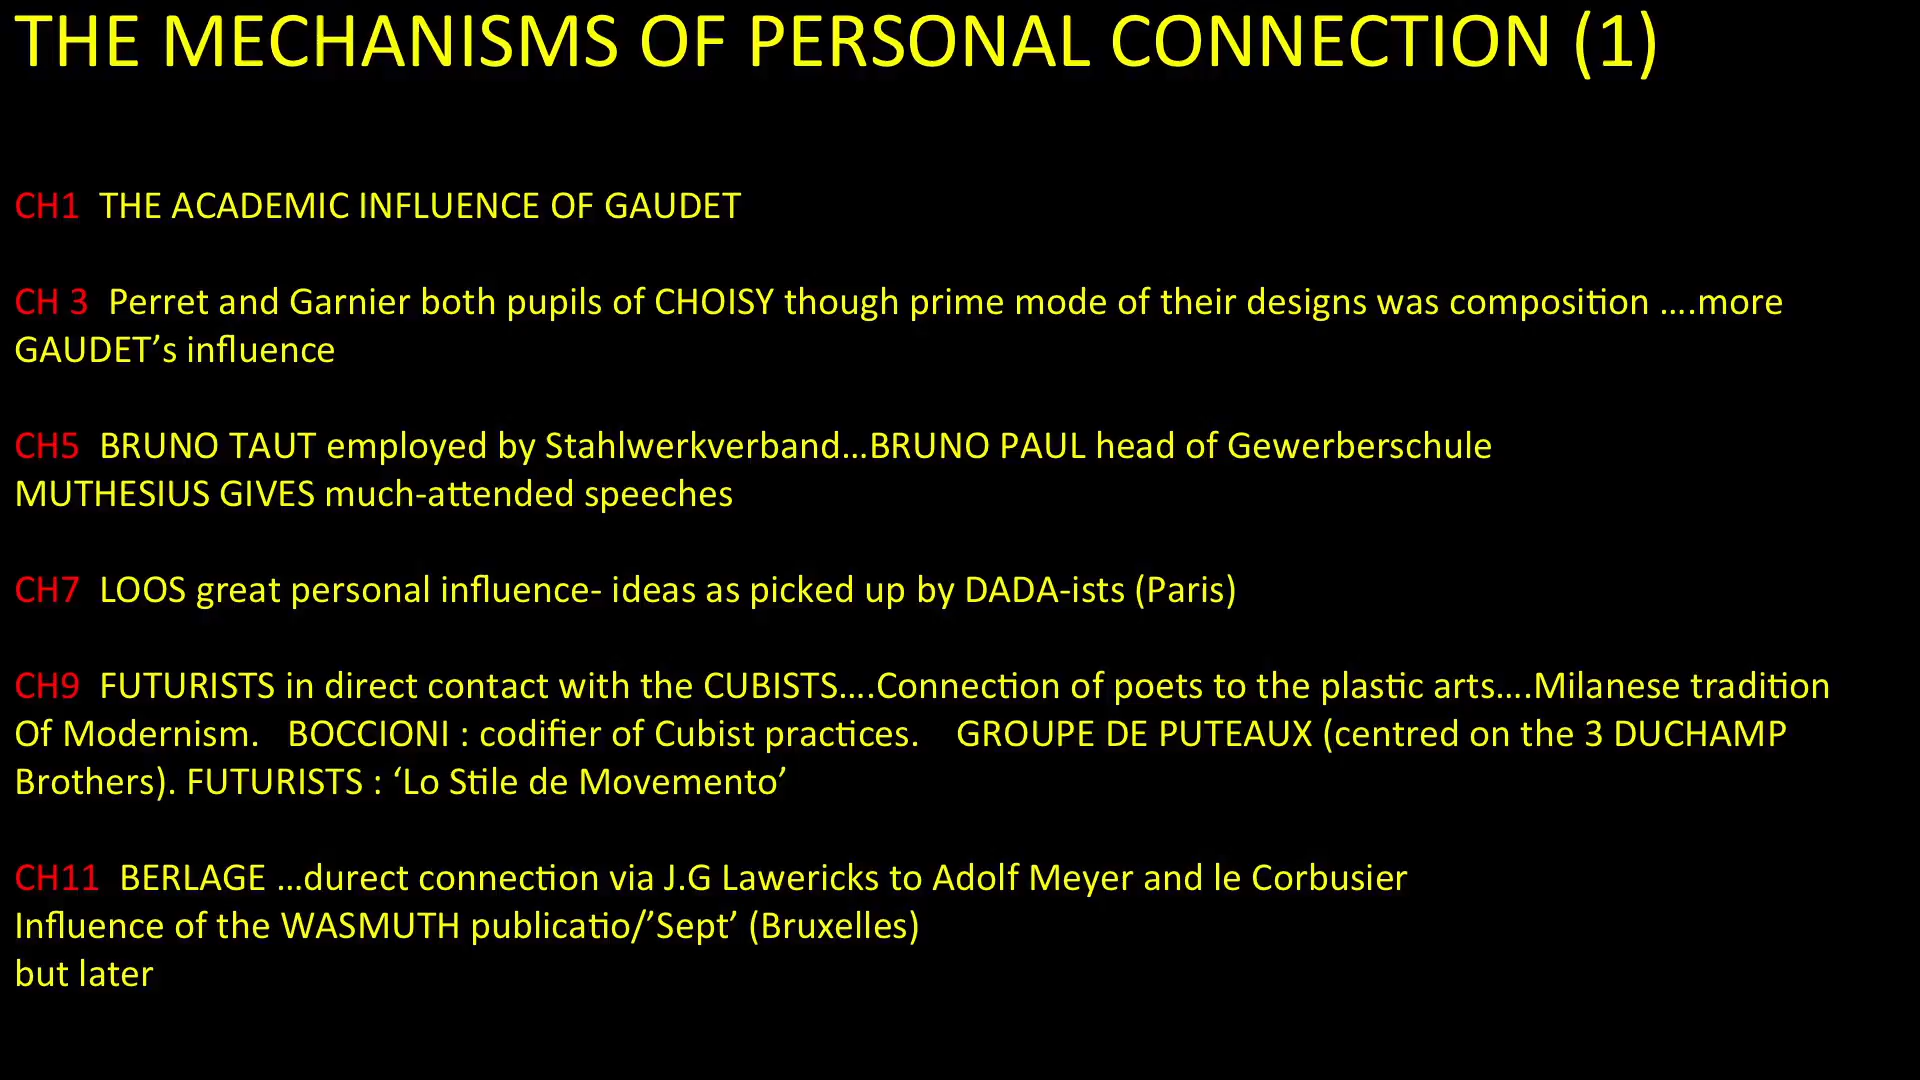 THE MECHANISMS OF PERSONAL CONNECTION (1)
CH1 THE ACADEMIC INFLUENCE OF GAUDET
CH 3 Perret and Garnier both pupils of CHOISY though prime mode of their designs was composition ....more
GAUDET’s influence
CH5 BRUNO TAUT employed by Stahlwerkverband...BRUNO PAUL head of Gewerberschule
MUTHESIUS GIVES much-attended speeches
CH7 LOOS great personal influence- ideas as picked up by DADA-ists (Paris)
CH9 FUTURISTS in direct contact with the CUBISTS....Connection of poets to the plastic arts....Milanese tradition
Of Modernism. BOCCIONI : codifier of Cubist practices. GROUPE DE PUTEAUX (centred on the 3 DUCHAMP
Brothers). FUTURISTS : ‘Lo Stile de Movemento’
CH11 BERLAGE ...durect connection via J.G Lawericks to Adolf Meyer and le Corbusier
Influence of the WASMUTH publicatio/’Sept’ (Bruxelles)
but later